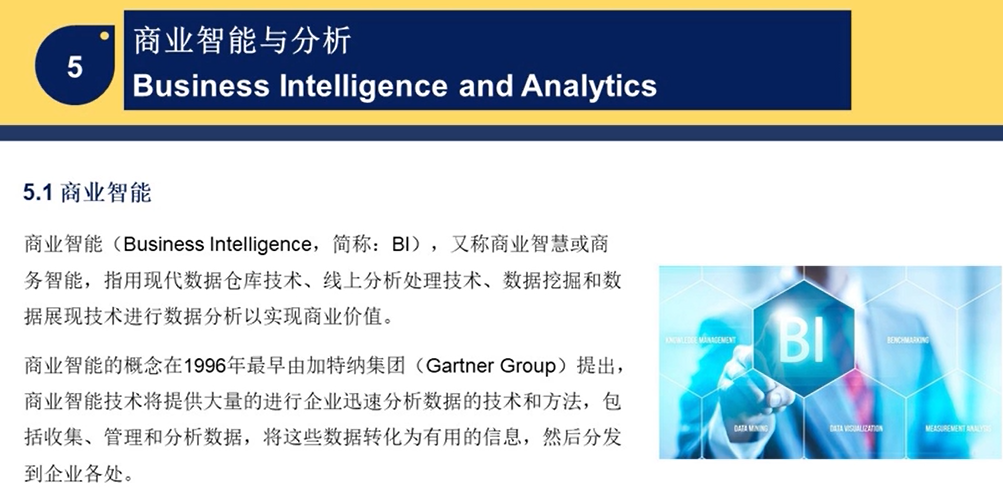 5
商业智能与分析
Business Intelligence and Analytics
5.1 商业智能
商业智能（Business Intelligence，简称：BI），又称商业智慧或商
务智能，指用现代数据仓库技术、线上分析处理技术、数据挖掘和数
据展现技术进行数据分析以实现商业价值。
商业智能的概念在1996年最早由加特纳集团（Gartner Group）提出，
商业智能技术将提供大量的进行企业迅速分析数据的技术和方法，包
括收集、管理和分析数据，将这些数据转化为有用的信息，然后分发
到企业各处。
BI
KNOWLEDGE MANAGEMENT
BENCHMARKING
DATA MINING
DATA VISUALIZATION
MEASUREMENT ANALYSIS